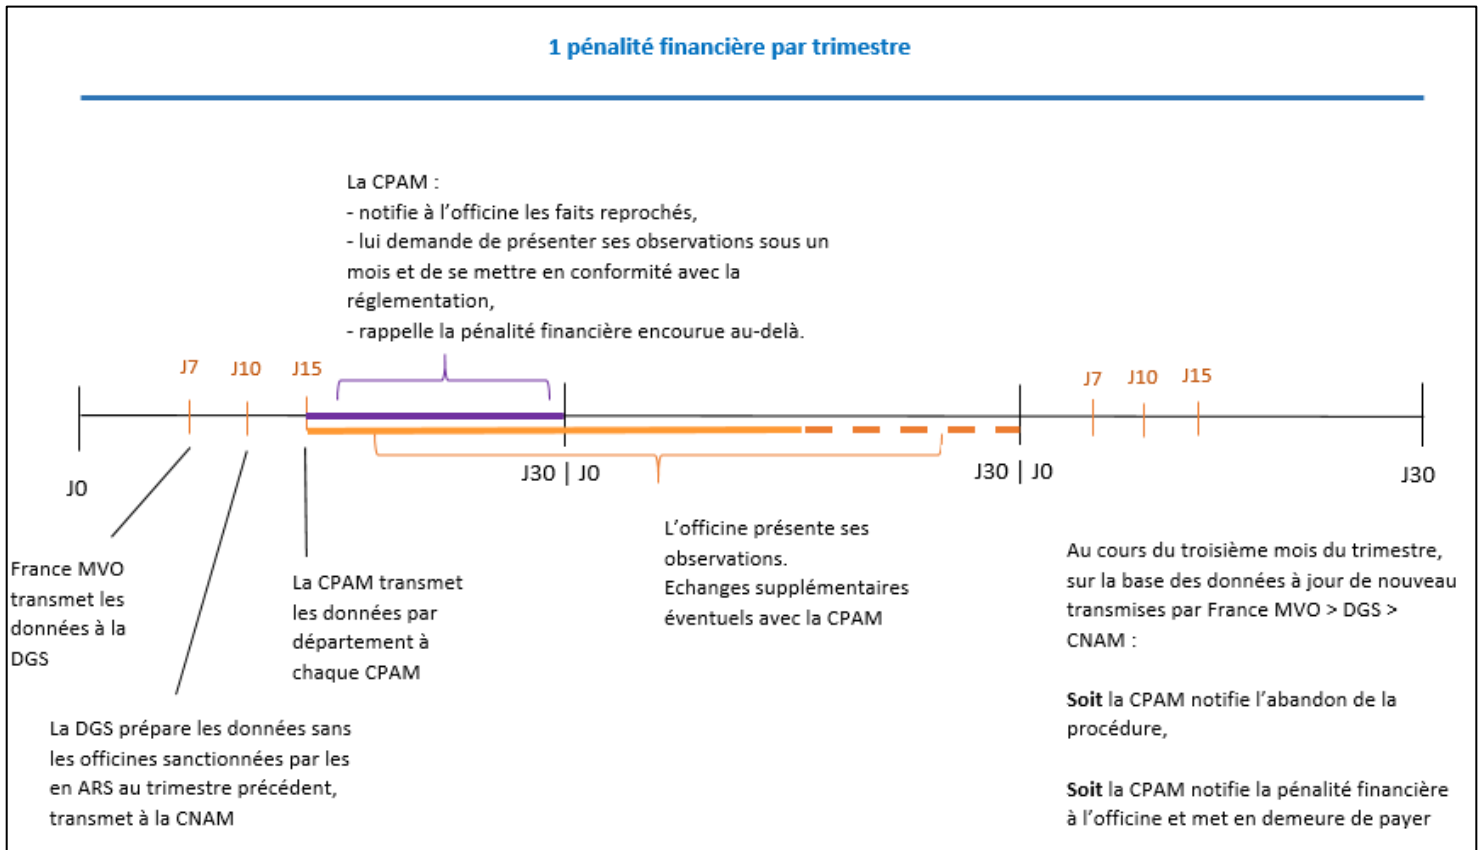 1 pénalité financière par trimestre
La CPAM :
- notifie à l’officine les faits reprochés,
- lui demande de présenter ses observations sous un
mois et de se mettre en conformité avec la
réglementation,
- rappelle la pénalité financière encourue au-delà.
J7
J10
J15
J7
J10
J15
J0
J30 | J0
J30 | J0
J30
France MVO
transmet les
données à la
DGS
La DGS prépare les données sans
les officines sanctionnées par les
en ARS au trimestre précédent,
transmet à la CNAM
La CPAM transmet
les données par
département à
chaque CPAM
L’officine présente ses
observations.
Echanges supplémentaires
éventuels avec la CPAM
Au cours du troisième mois du trimestre,
sur la base des données à jour de nouveau
transmises par France MVO > DGS >
CNAM :
Soit la CPAM notifie l’abandon de la
procédure,
Soit la CPAM notifie la pénalité financière
à l’officine et met en demeure de payer